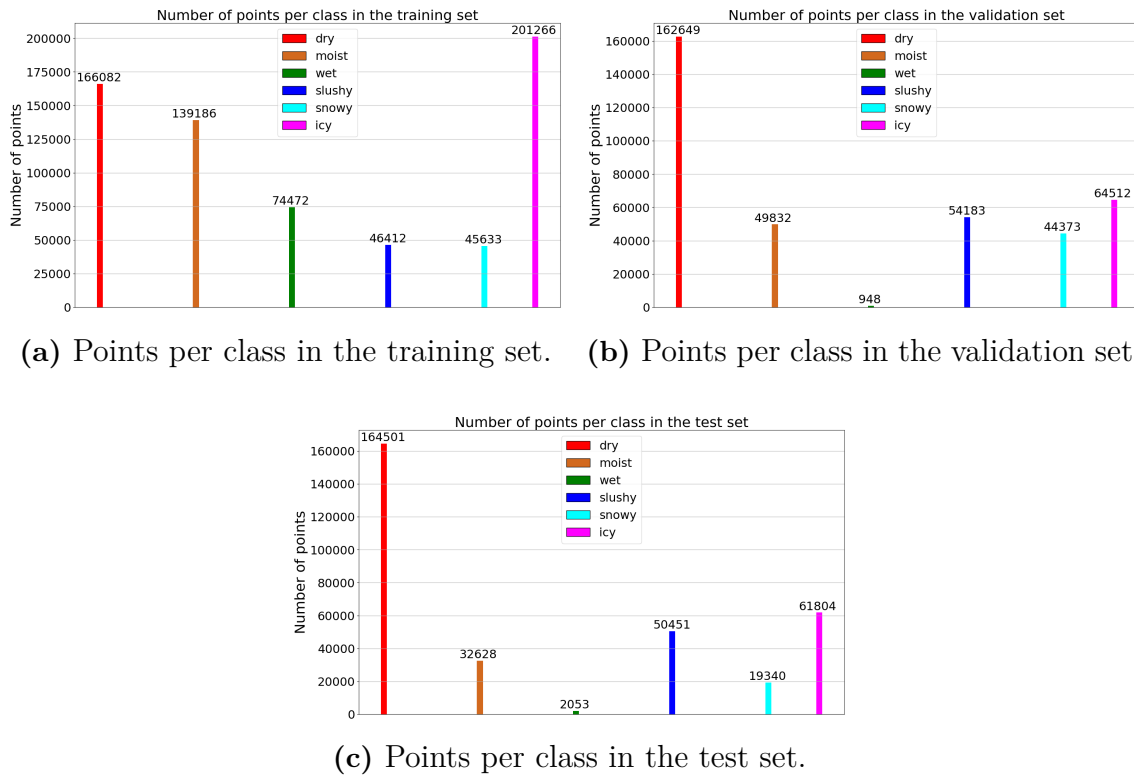 Number of points per class in the training set
Number of points
200000
175000
150000
125000
100000
75000
50000
25000
0
166082
139186
74472
46412
45633
201266
dry
moist
wet
slushy
snowy
icy
(a) Points per class in the training set.
Number of points per class in the validation set
Number of points
160000
140000
120000
100000
80000
60000
40000
20000
0
162649
49832
948
54183
44373
64512
dry
moist
wet
slushy
snowy
icy
(b) Points per class in the validation set
Number of points per class in the test set
Number of points
160000
140000
120000
100000
80000
60000
40000
20000
0
164501
32628
2053
50451
19340
61804
dry
moist
wet
slushy
snowy
icy
(c) Points per class in the test set.